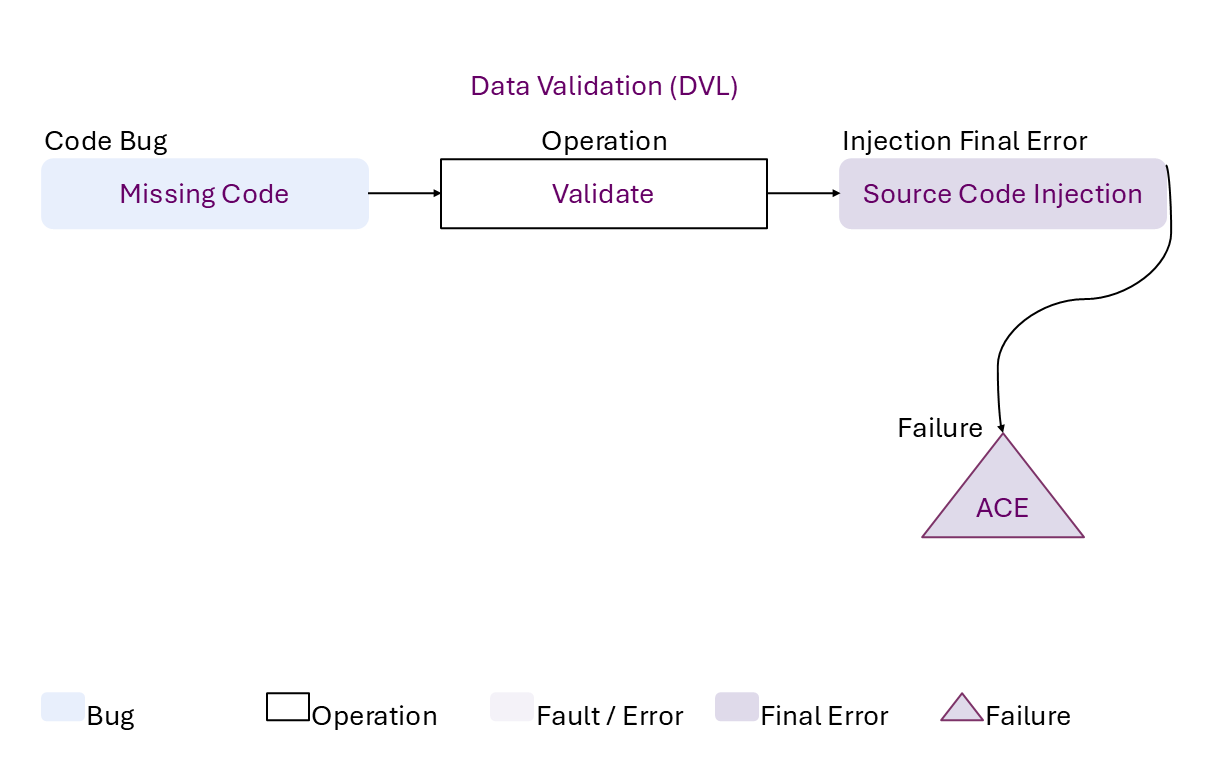 Data Validation (DVL)
Code Bug
Operation
Injection Final Error
Missing Code
Validate
Source Code Injection
Failure
ACE
Bug
Operation
Fault / Error
Final Error
Failure